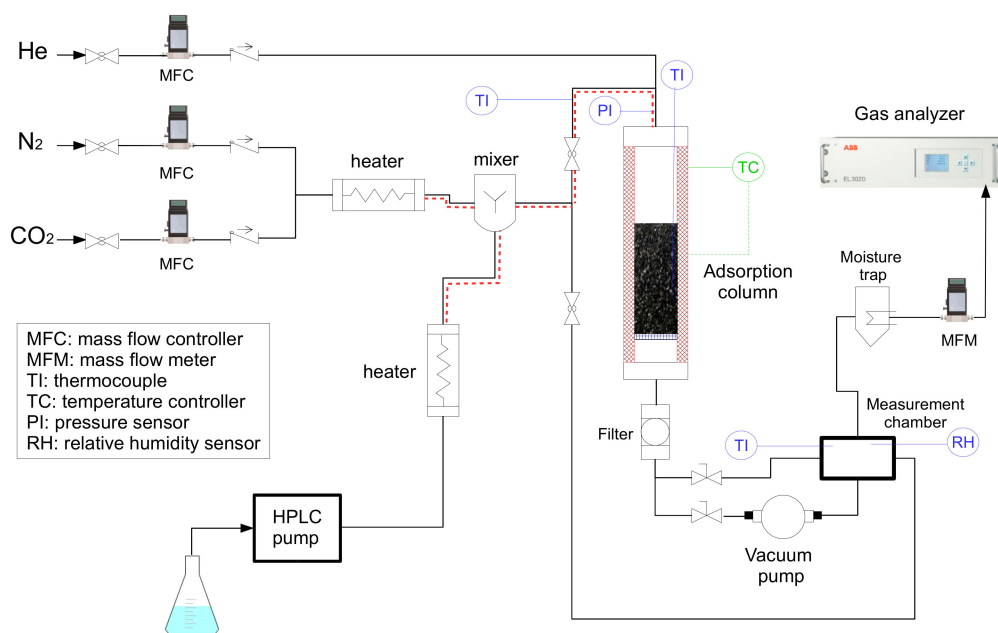 He
MFC
N2
MFC
CO2
MFC
heater
mixer
TI
PI
TI
TC
Adsorption
column
Gas analyzer
ABB
EL3020
Moisture
trap
MFM
heater
MFC: mass flow controller
MFM: mass flow meter
TI: thermocouple
TC: temperature controller
PI: pressure sensor
RH: relative humidity sensor
Filter
Measurement
chamber
TI
RH
HPLC
pump
Vacuum
pump